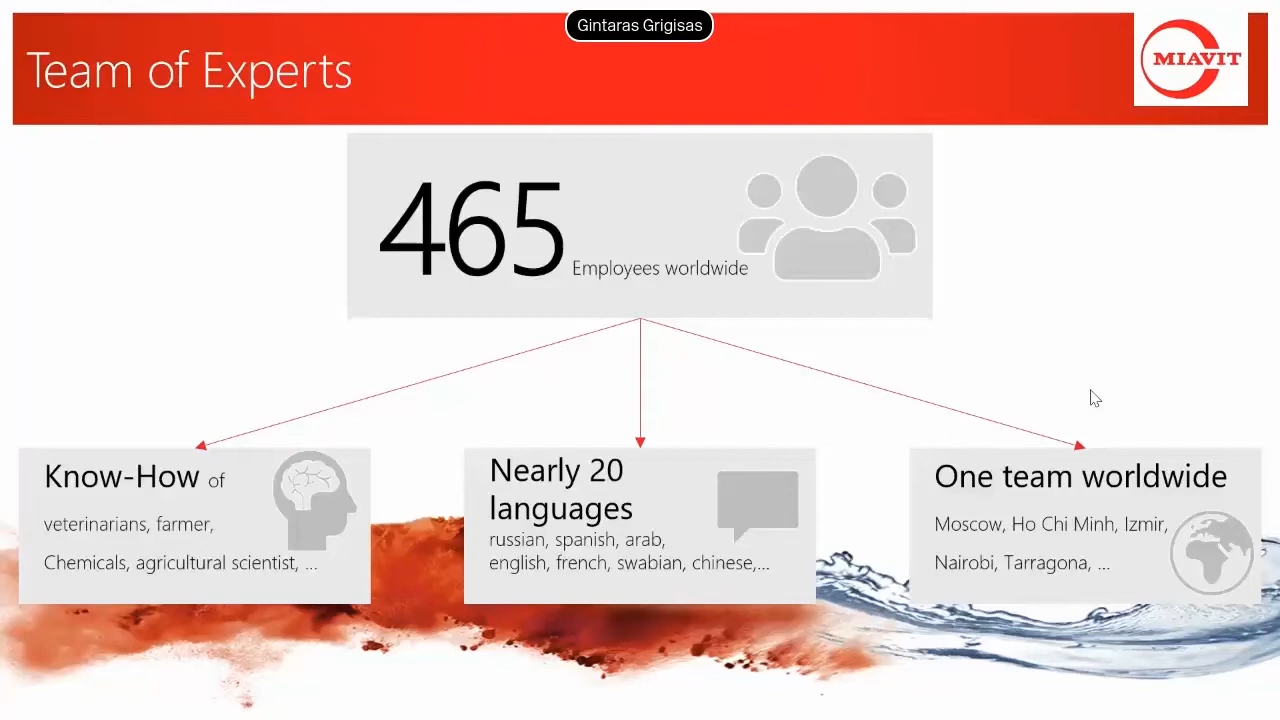 Gintaras Grigisas
Team of Experts
MIAVIT
465 Employees worldwide
Know-How of
veterinarians, farmer,
Chemicals, agricultural scientist, ...
Nearly 20
languages
russian, spanish, arab,
english, french, swabian, chinese,...
One team worldwide
Moscow, Ho Chi Minh, Izmir,
Nairobi, Tarragona, ...